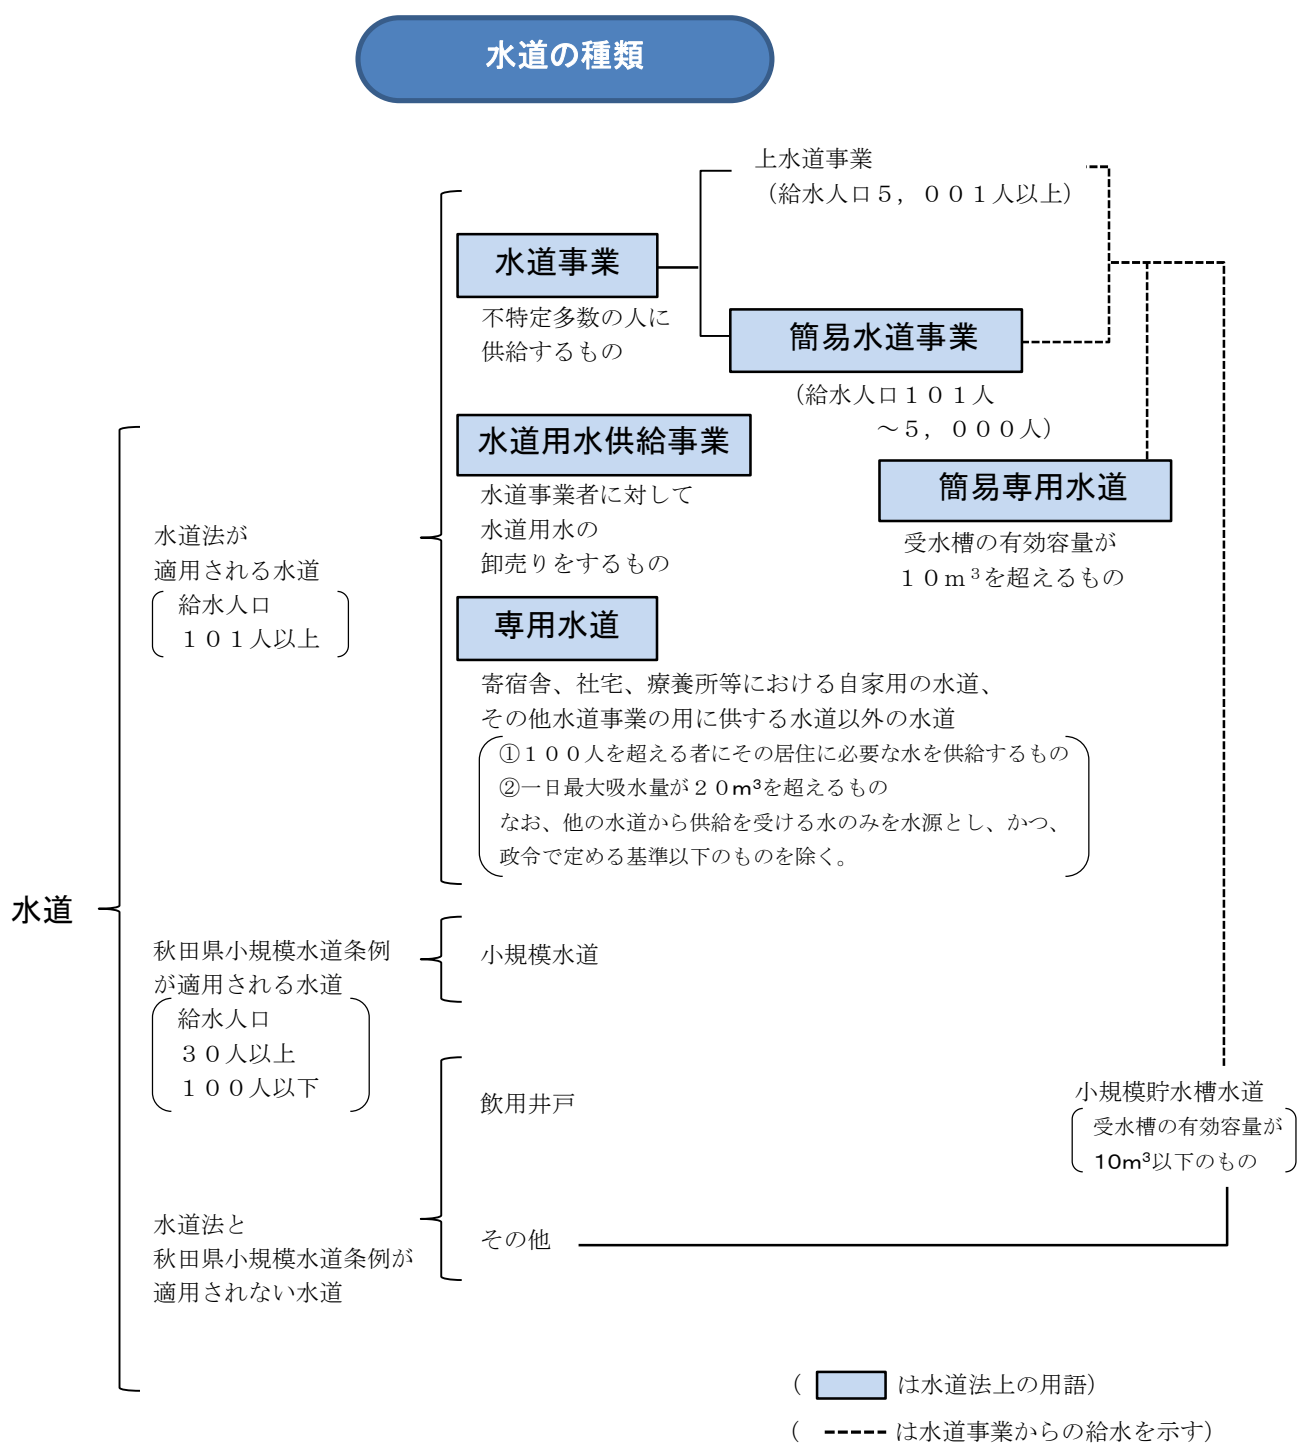 水道の種類
上水道事業
（給水人口５，００１人以上）
水道事業
不特定多数の人に
供給するもの
簡易水道事業
（給水人口１０１人
～５，０００人）
水道用水供給事業
水道事業者に対して
水道用水の
卸売りをするもの
簡易専用水道
受水槽の有効容量が
１０ｍ³を超えるもの
水道法が
適用される水道
給水人口
１０１人以上
専用水道
寄宿舎、社宅、療養所等における自家用の水道、
その他水道事業の用に供する水道以外の水道
①１００人を超える者にその居住に必要な水を供給するもの
②一日最大吸水量が２０m³を超えるもの
なお、他の水道から供給を受ける水のみを水源とし、かつ、
政令で定める基準以下のものを除く。
水道
秋田県小規模水道条例
が適用される水道
給水人口
３０人以上
１００人以下
小規模水道
飲用井戸
小規模貯水槽水道
受水槽の有効容量が
10m³以下のもの
水道法と
秋田県小規模水道条例が
適用されない水道
その他
（ は水道法上の用語）
（ は水道事業からの給水を示す）